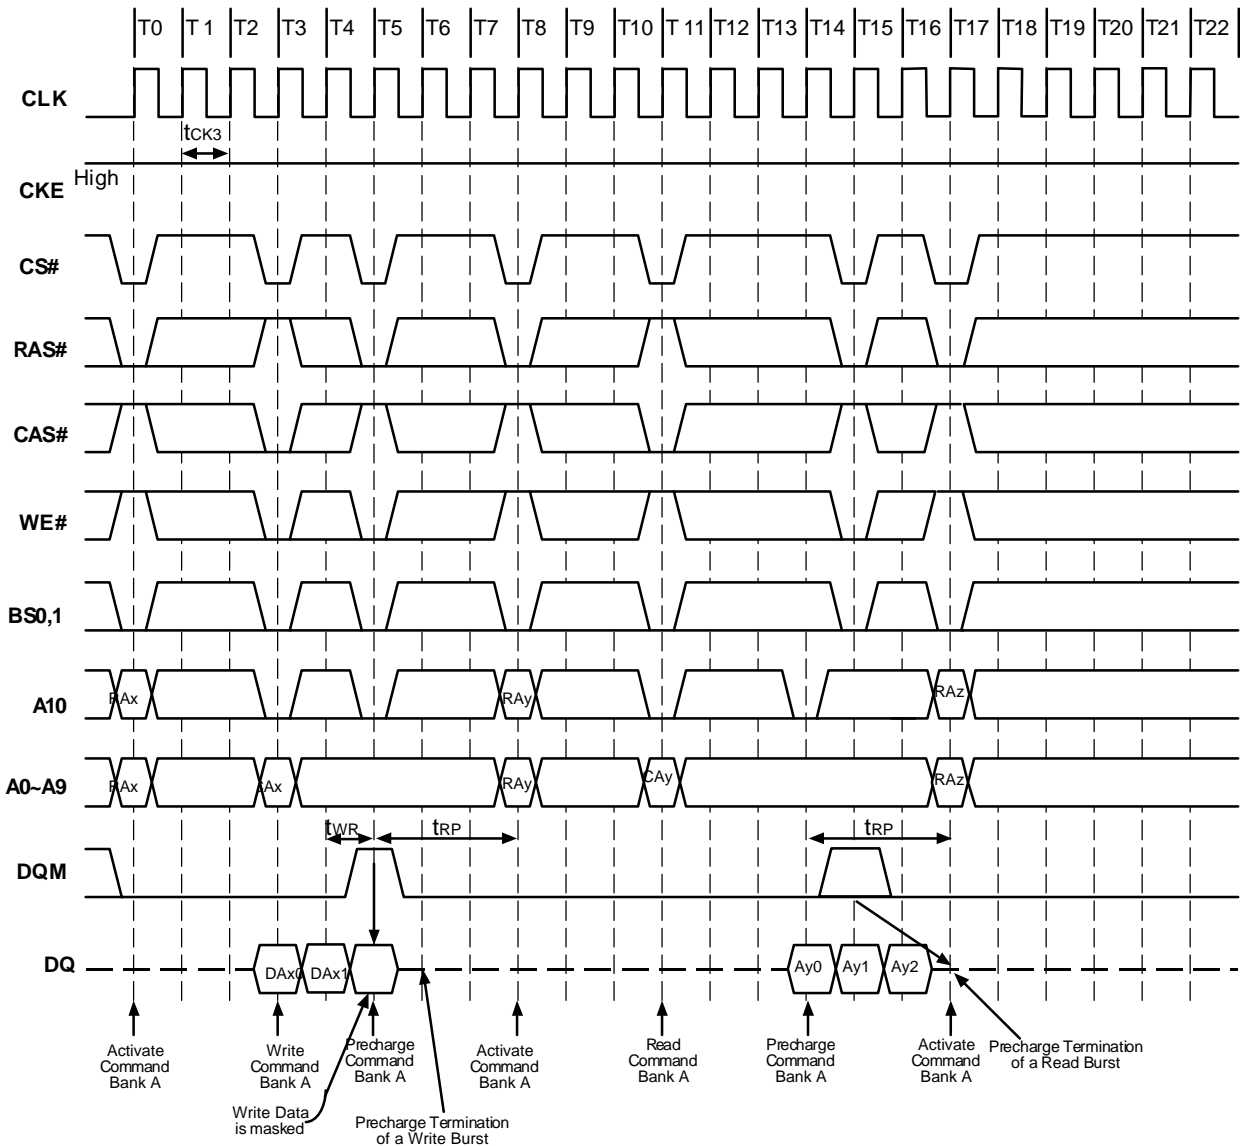 T0 T 1 T2 T3 T4 T5 T6 T7 T8 T9 T10 T 11 T12 T13 T14 T15 T16 T17 T18 T19 T20 T21 T22
CLK
tCK3
High
CKE
CS#
RAS#
CAS#
WE#
BS0,1
RAx RAy RAz
A10
RAx CAx RAy CAy RAz
A0~A9
tWR tRP tRP
DQM
DQ
DAx0 DAx1 Ay0 Ay1 Ay2
Activate
Command
Bank A
Write
Command
Bank A
Precharge
Command
Bank A
Activate
Command
Bank A
Read
Command
Bank A
Precharge
Command
Bank A
Activate
Command
Bank A
Precharge Termination
of a Read Burst
Write Data
is masked
Precharge Termination
of a Write Burst